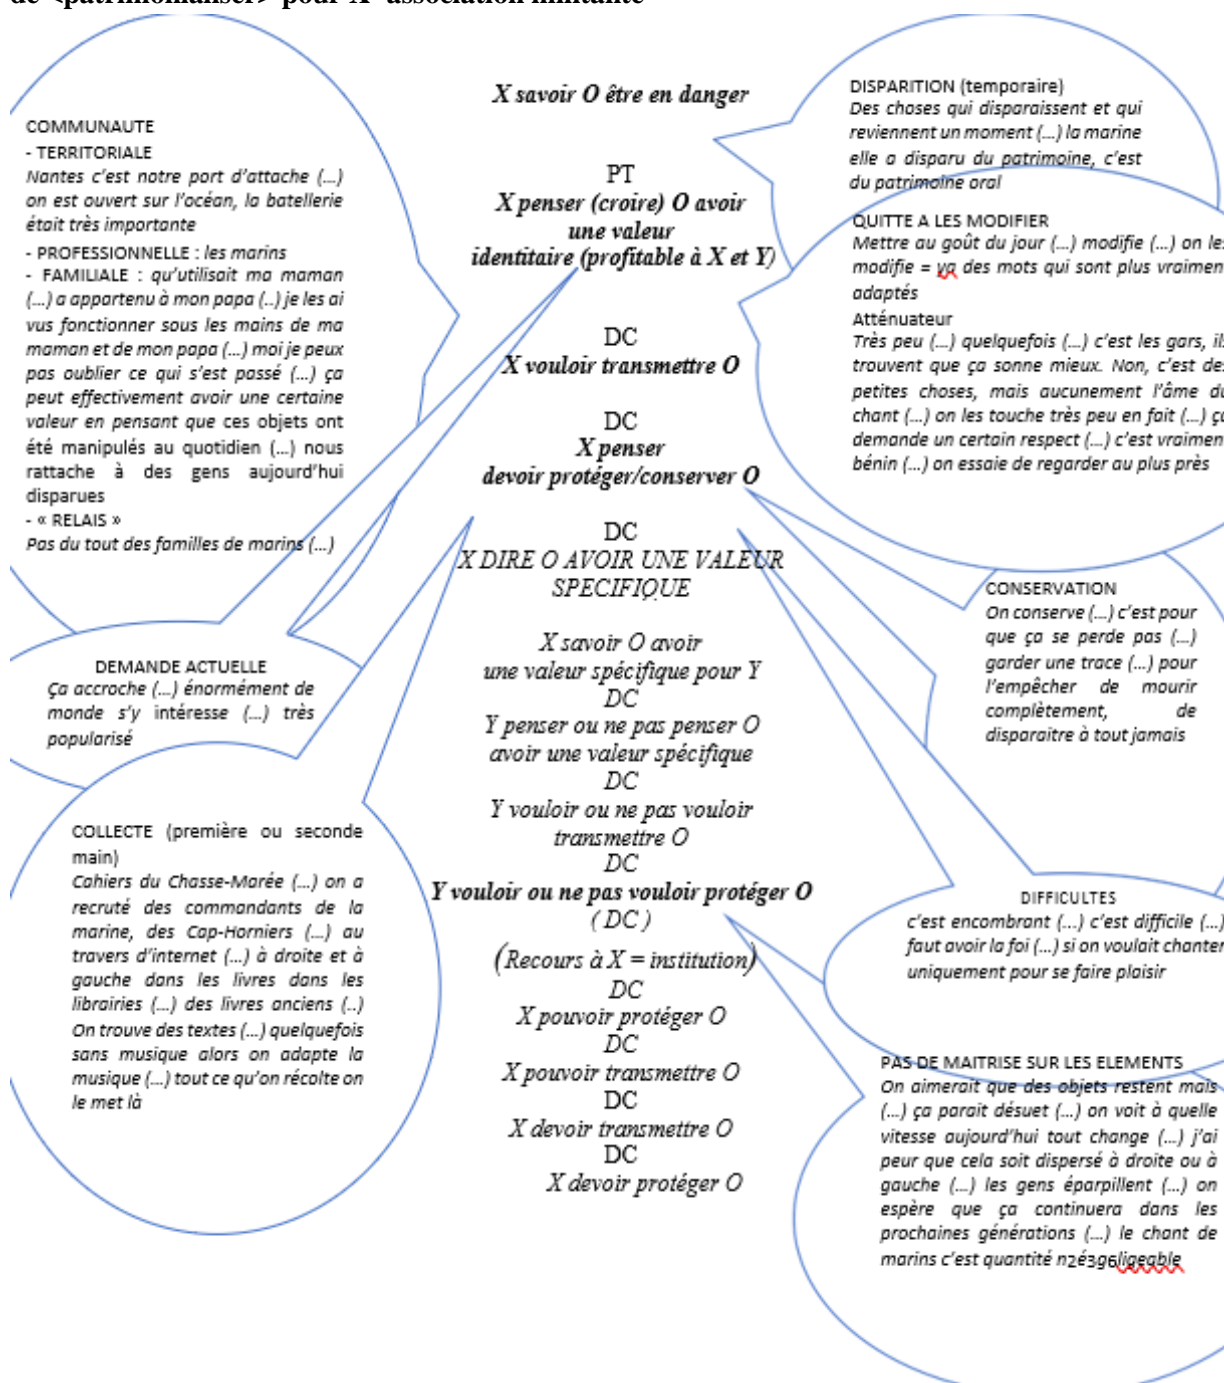 de <patrimonialiser> pour X association militante
COMMUNAUTE
- TERRITORIALE
Nantes c'est notre port d'attache (...)
on est ouvert sur l'océan, la batellerie
était très importante
- PROFESSIONNELLE : les marins
- FAMILIALE : qu'utilisait ma maman
(...) a appartenu à mon papa (..) je les ai
vus fonctionner sous les mains de ma
maman et de mon papa (...) moi je peux
pas oublier ce qui s'est passé (...) ça
peut effectivement avoir une certaine
valeur en pensant que ces objets ont
été manipulés au quotidien (...) nous
rattache à des gens aujourd'hui
disparues
- « RELAIS »
Pas du tout des familles de marins (...)
DEMANDE ACTUELLE
Ça accroche (...) énormément de
monde s'y intéresse (...) très
popularisé
COLLECTE (première ou seconde
main)
Cahiers du Chasse-Marée (...) on a
recruté des commandants de la
marine, des Cap-Horniers (...) au
travers d'internet (...) à droite et à
gauche dans les livres dans les
librairies (...) des livres anciens (..)
On trouve des textes (...) quelquefois
sans musique alors on adapte la
musique (...) tout ce qu'on récolte on
le met là
X savoir O être en danger
PT
X penser (croire) O avoir
une valeur
identitaire (profitable à X et Y)
DC
X vouloir transmettre O
DC
X penser
devoir protéger/conserver O
DC
X DIRE O AVOIR UNE VALEUR
SPECIFIQUE
X savoir O avoir
une valeur spécifique pour Y
DC
Y penser ou ne pas penser O
avoir une valeur spécifique
DC
Y vouloir ou ne pas vouloir
transmettre O
DC
Y vouloir ou ne pas vouloir protéger O
( DC )
(Recours à X = institution)
DC
X pouvoir protéger O
DC
X pouvoir transmettre O
DC
X devoir transmettre O
DC
X devoir protéger O
DISPARITION (temporaire)
Des choses qui disparaissent et qui
reviennent un moment (...) la marine
elle a disparu du patrimoine, c'est
du patrimoine oral
QUITTE A LES MODIFIER
Mettre au goût du jour (...) modifie (...) on les
modifie = ya des mots qui sont plus vraimen
adaptés
Atténuateur
Très peu (...) quelquefois (...) c'est les gars, ils
trouvent que ça sonne mieux. Non, c'est des
petites choses, mais aucunement l'âme du
chant (...) on les touche très peu en fait (...) ça
demande un certain respect (...) c'est vraimen
bénin (...) on essaie de regarder au plus près
CONSERVATION
On conserve (...) c'est pour
que ça se perde pas (...)
garder une trace (...) pour
l'empêcher de mourir
complètement, de
disparaitre à tout jamais
DIFFICULTES
c'est encombrant (...) c'est difficile (...)
faut avoir la foi (...) si on voulait chanter
uniquement pour se faire plaisir
PAS DE MAITRISE SUR LES ELEMENTS
On aimerait que des objets restent mais
(...) ça parait désuet (...) on voit à quelle
vitesse aujourd'hui tout change (...) j'ai
peur que cela soit dispersé à droite ou à
gauche (...) les gens éparpillent (...) on
espère que ça continuera dans les
prochaines générations (...) le chant de
marins c'est quantité n2é3g6ligeable